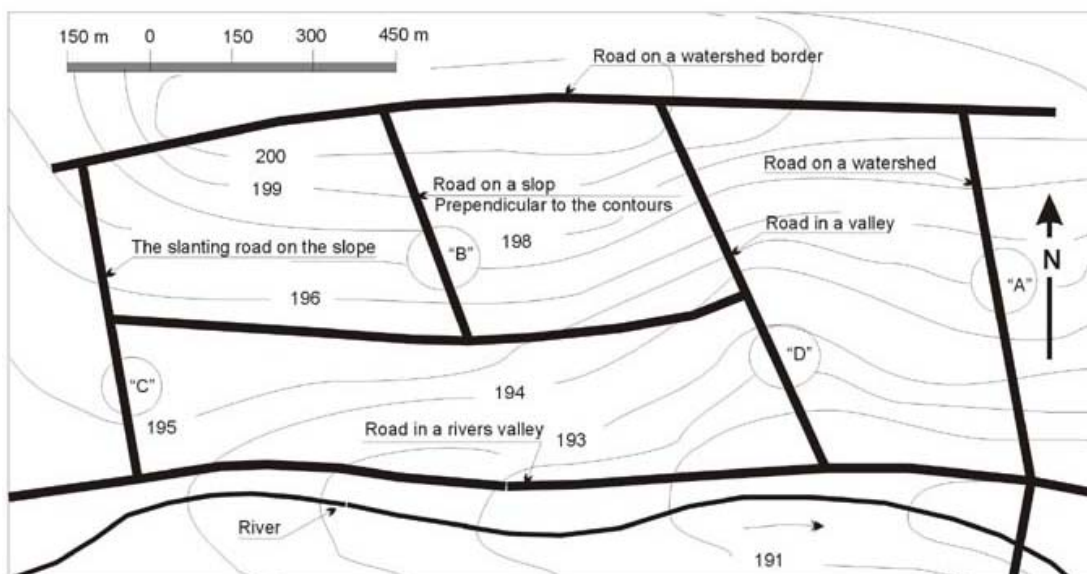 150 m 0 150 300 450 m
Road on a watershed border
200
199
Road on a watershed
Road on a slop
Prependicular to the contours
Road in a valley
198
The slanting road on the slope
"B"
N
"A"
196
"D"
"C"
194
195
Road in a rivers valley
193
River
191